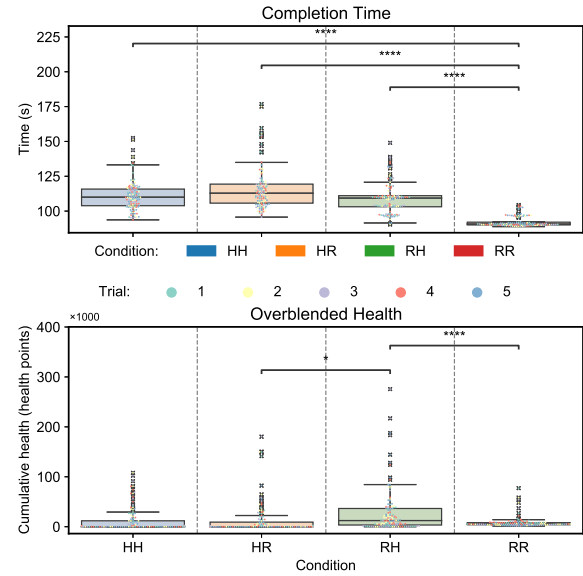 Completion Time
Time (s)
225
200
175
150
125
100
****
****
****
Condition: HH HR RH RR
Trial: 1 2 3 4 5
Overblended Health
×1000
Cumulative health (health points)
400
300
200
100
0
****
*
HH HR RH RR
Condition